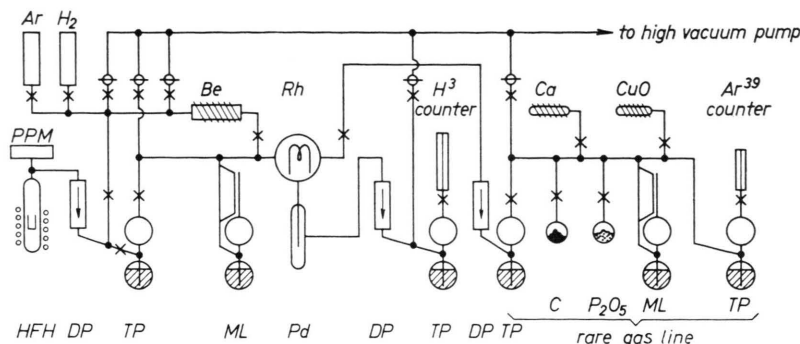 Ar H₂
to high vacuum pump
Be Rh H³ counter Ca CuO Ar³⁹ counter
PPM
C P₂O₅ ML TP
HFH DP TP ML Pd DP TP DP TP
rare gas line